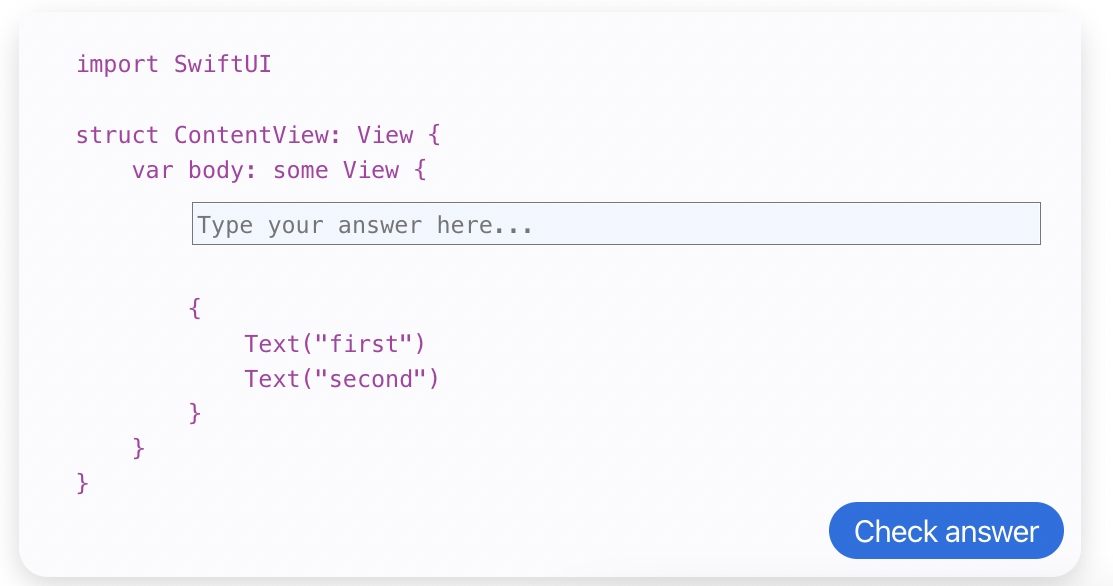 import SwiftUI
struct ContentView: View {
var body: some View {
Type your answer here...
{
Text("first")
Text("second")
}
}
}
Check answer